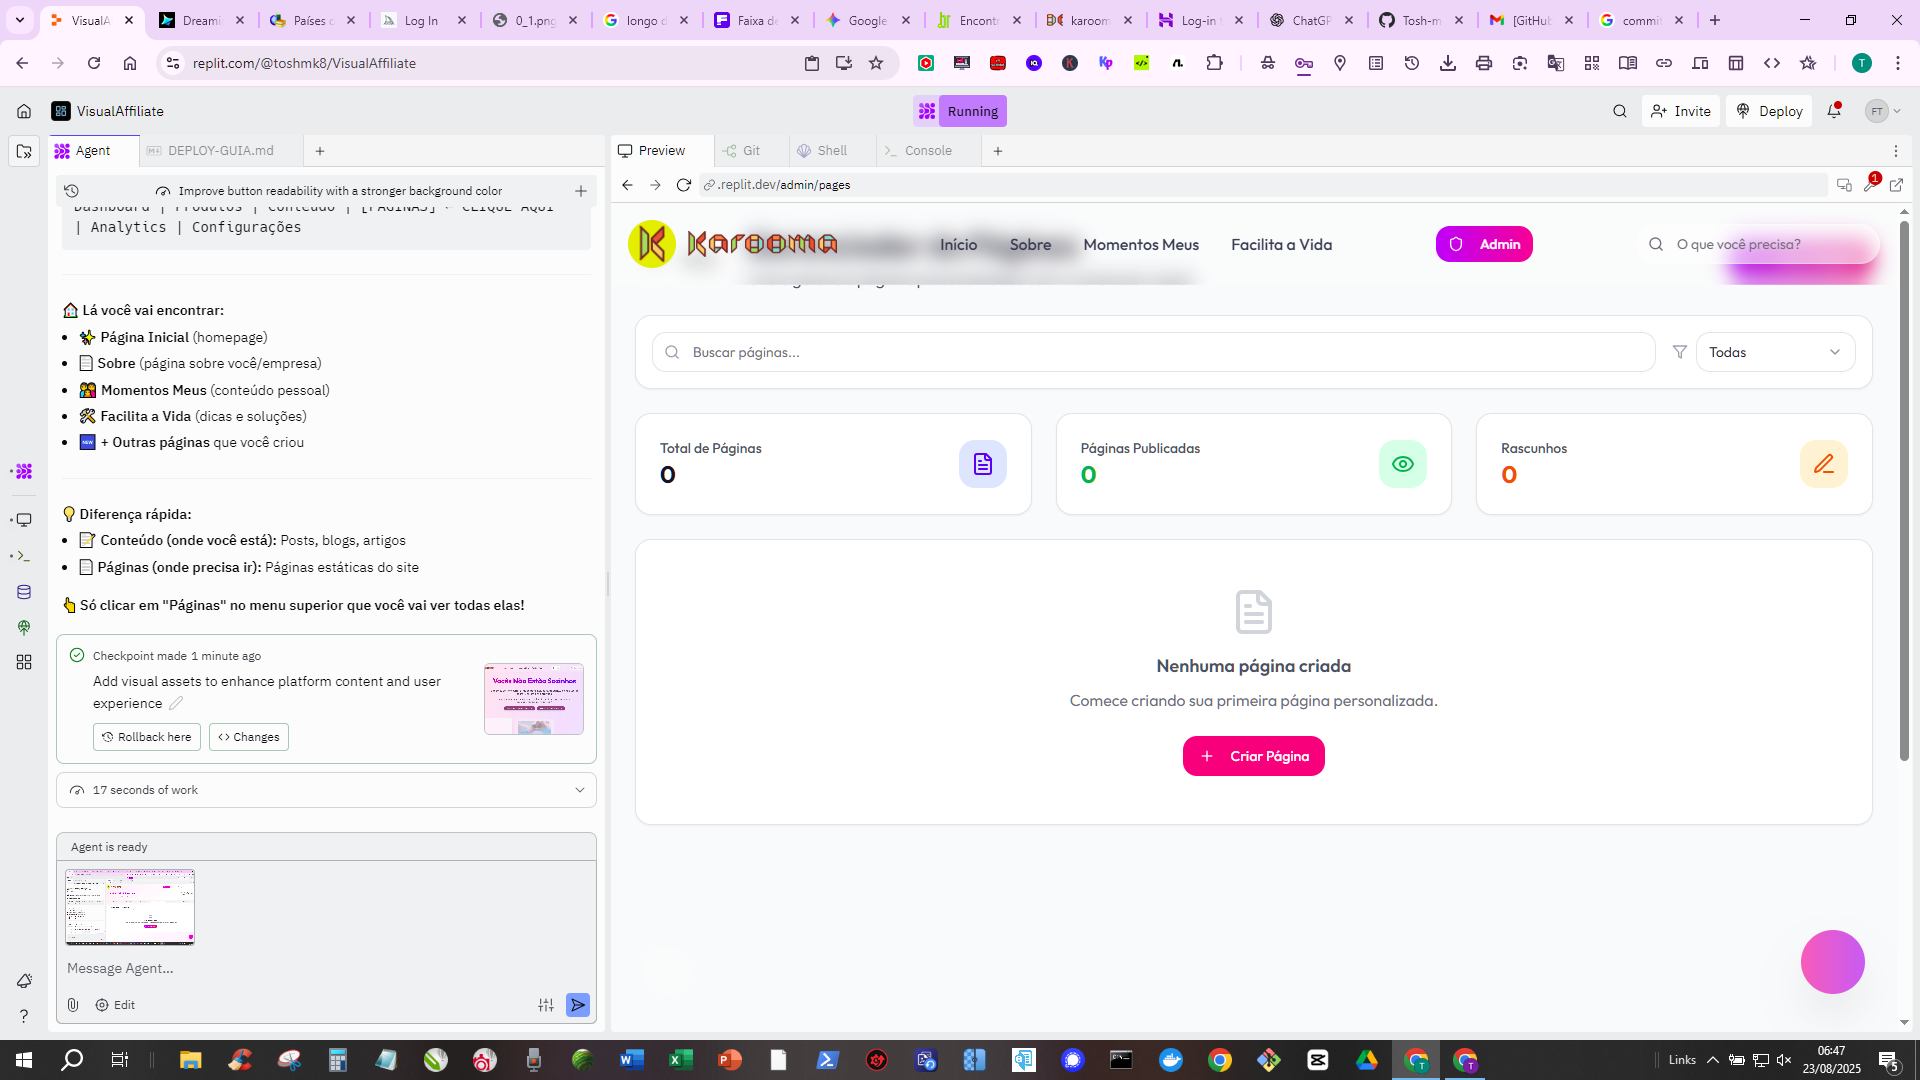 VisualA
Dreami
Países c
Log In
0_1.png
longo d
Faixa de
Google
Encont
karoom
Log-in
ChatGP
Tosh-m
[GitHub
commit
replit.com/@toshmk8/VisualAffiliate
T
VisualAffiliate
Running
Invite
Deploy
FT
Agent
DEPLOY-GUIA.md
Preview
Git
Shell
Console
Improve button readability with a stronger background color
.replit.dev/admin/pages
1
| Analytics | Configurações
Lá você vai encontrar:
Página Inicial (homepage)
Sobre (página sobre você/empresa)
Momentos Meus (conteúdo pessoal)
Facilita a Vida (dicas e soluções)
+ Outras páginas que você criou
Diferença rápida:
Conteúdo (onde você está): Posts, blogs, artigos
Páginas (onde precisa ir): Páginas estáticas do site
Só clicar em "Páginas" no menu superior que você vai ver todas elas!
Checkpoint made 1 minute ago
Add visual assets to enhance platform content and user
experience
Rollback here
Changes
17 seconds of work
Agent is ready
Message Agent...
Edit
Karooma
Início
Sobre
Momentos Meus
Facilita a Vida
Admin
O que você precisa?
Buscar páginas...
Todas
Total de Páginas
0
Páginas Publicadas
0
Rascunhos
0
Nenhuma página criada
Comece criando sua primeira página personalizada.
+ Criar Página
Links
06:47
23/08/2025
5